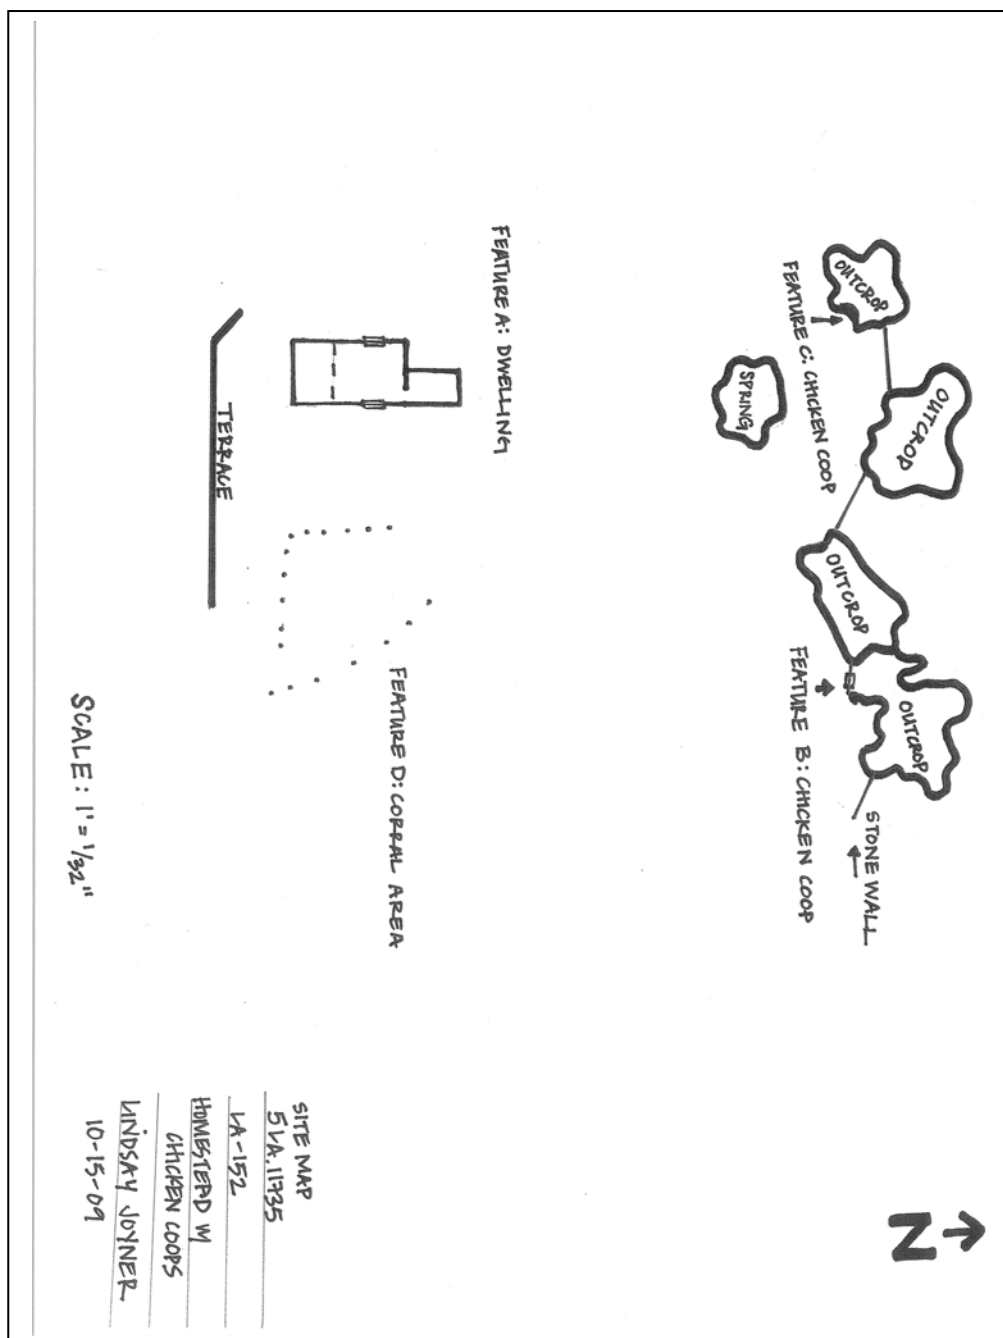 OUTCROP
FEATURE C: CHICKEN COOP
OUTCROP
SPRING
OUTCROP
OUTCROP
FEATURE B: CHICKEN COOP
STONE WALL
FEATURE A: DWELLING
TERRACE
FEATURE D: CORRAL AREA
SCALE: 1' = 1/32"
N
SITE MAP
5LA.11735
LA-152
HOMESTEAD W/
CHICKEN COOPS
LINDSAY JOYNER
10-15-09